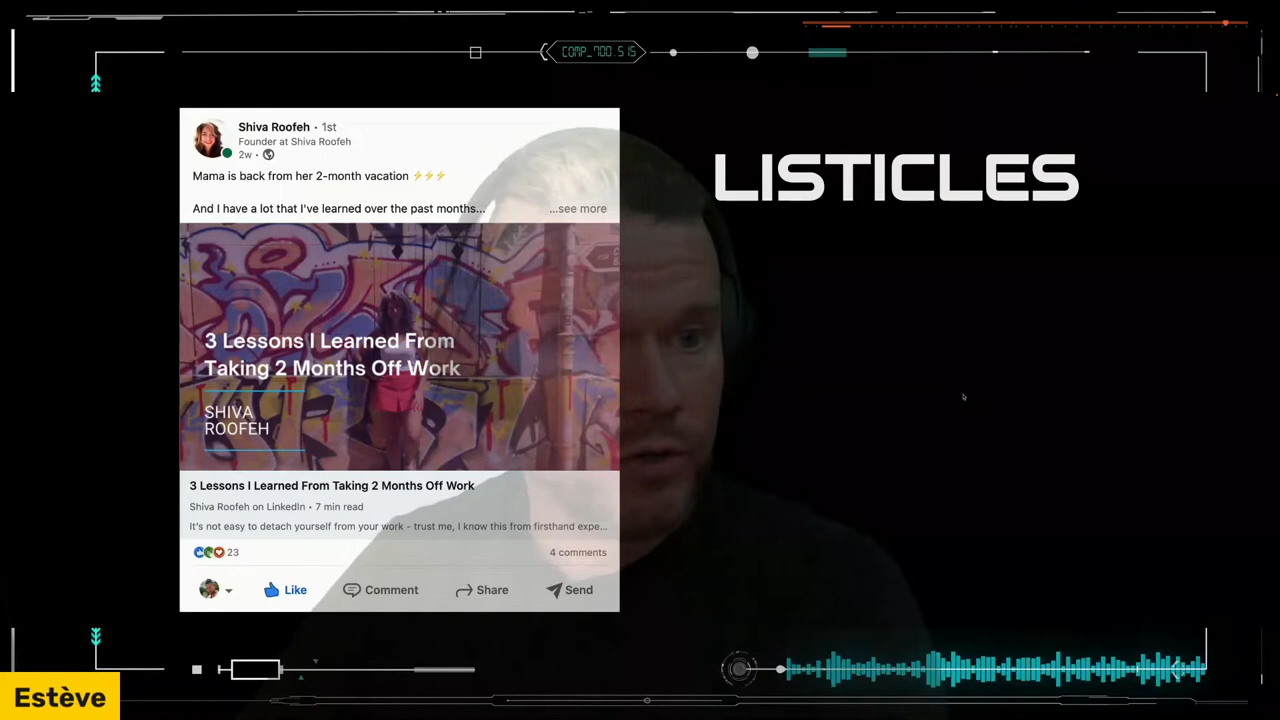 COMP_700.515
Shiva Roofeh • 1st
Founder at Shiva Roofeh
2w •
Mama is back from her 2-month vacation ⚡⚡⚡
And I have a lot that I've learned over the past months...
...see more
LISTICLES
3 Lessons I Learned From
Taking 2 Months Off Work
SHIVA
ROOFEH
3 Lessons I Learned From Taking 2 Months Off Work
Shiva Roofeh on LinkedIn • 7 min read
It's not easy to detach yourself from your work - trust me, I know this from firsthand expe...
23
4 comments
Like
Comment
Share
Send
Estève